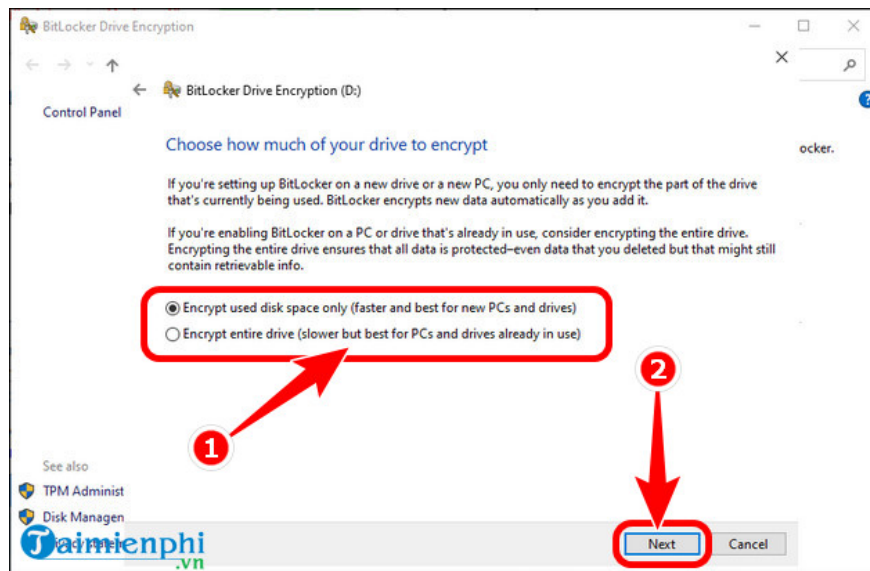 BitLocker Drive Encryption
BitLocker Drive Encryption (D:)
Control Panel
Choose how much of your drive to encrypt
ocker.
If you're setting up BitLocker on a new drive or a new PC, you only need to encrypt the part of the drive
that's currently being used. BitLocker encrypts new data automatically as you add it.
If you're enabling BitLocker on a PC or drive that's already in use, consider encrypting the entire drive.
Encrypting the entire drive ensures that all data is protected–even data that you deleted but that might still
contain retrievable info.
Encrypt used disk space only (faster and best for new PCs and drives)
Encrypt entire drive (slower but best for PCs and drives already in use)
2
1
See also
TPM Administ
Disk Managen
Taimienphi
.vn
Next
Cancel